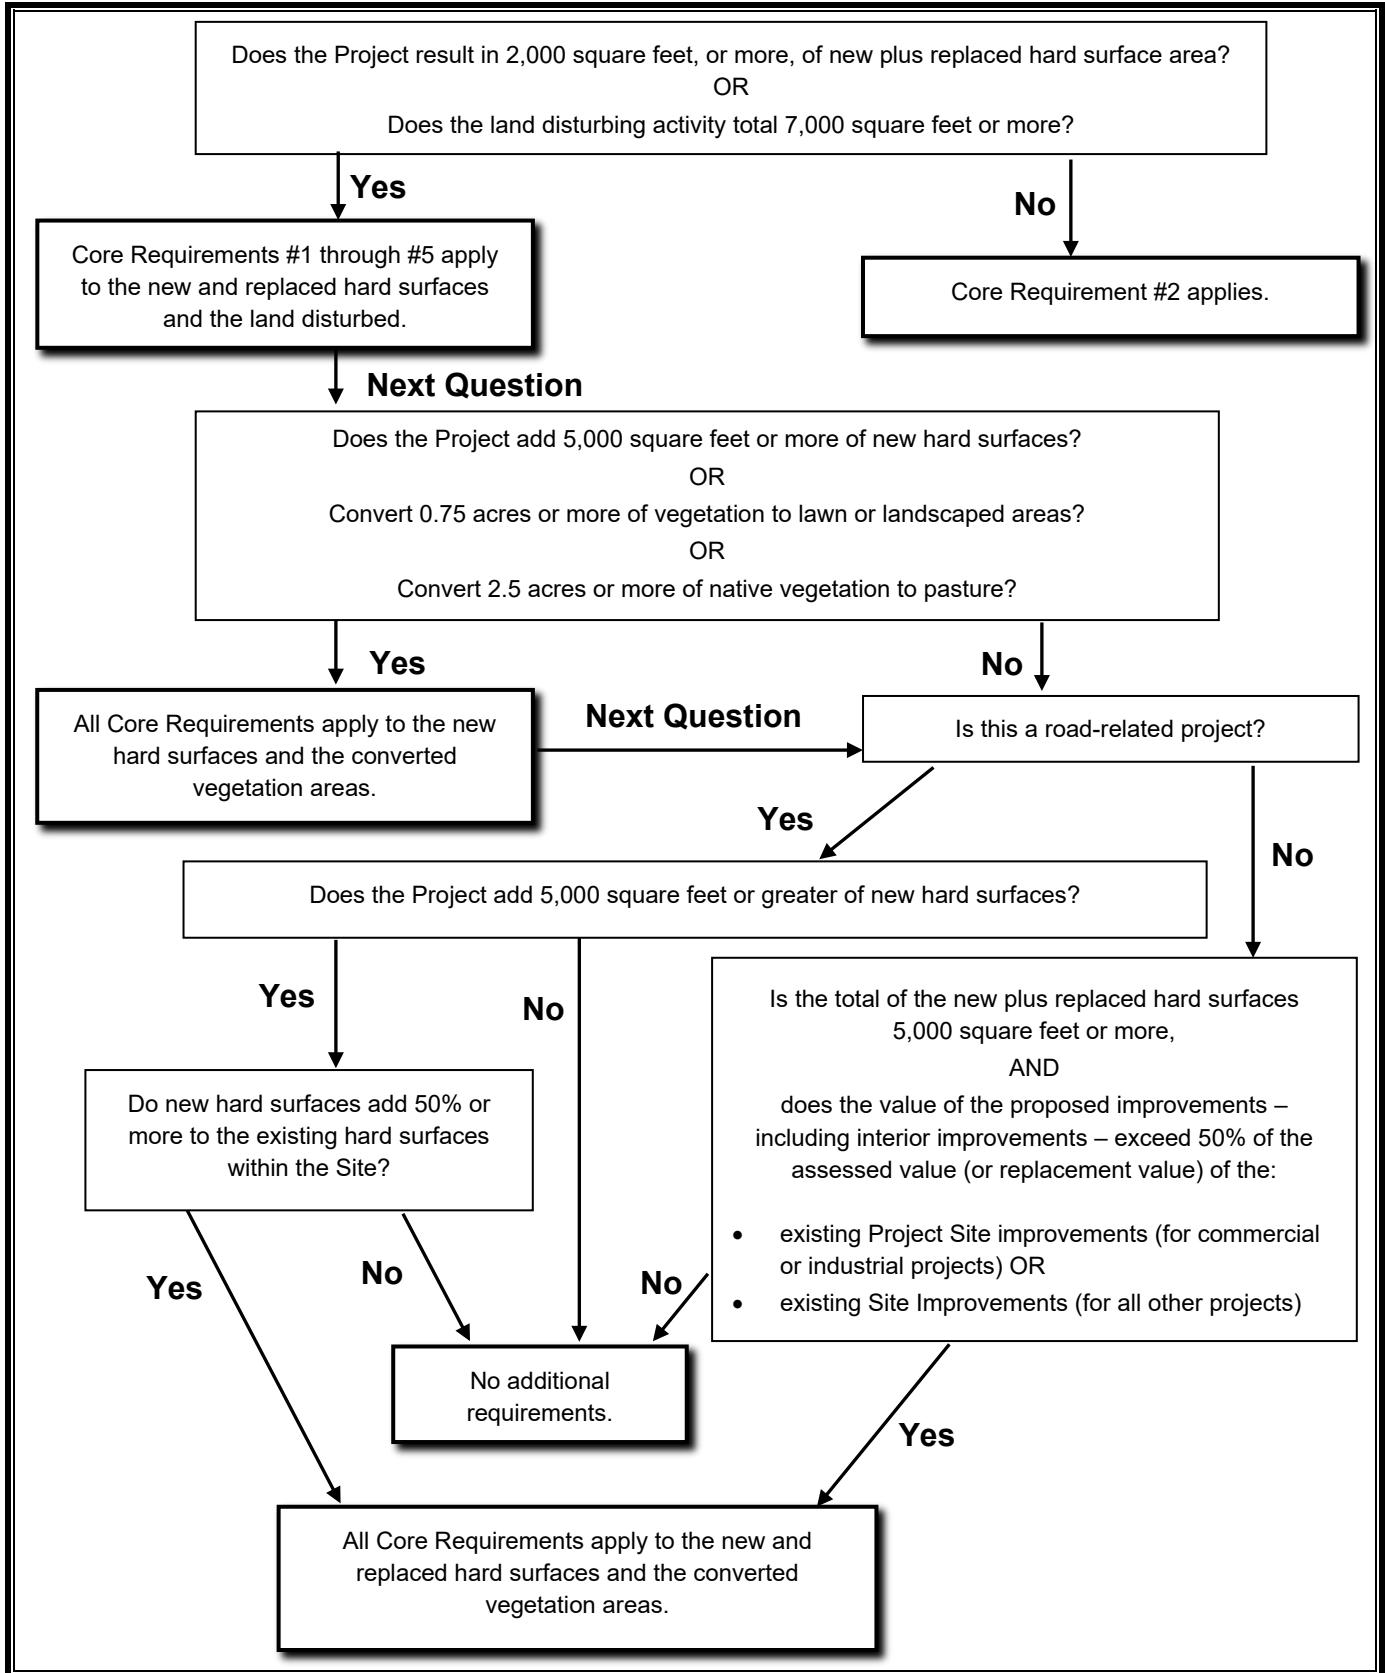 Does the Project result in 2,000 square feet, or more, of new plus replaced hard surface area?
OR
Does the land disturbing activity total 7,000 square feet or more?
Yes
No
Core Requirements #1 through #5 apply
to the new and replaced hard surfaces
and the land disturbed.
Core Requirement #2 applies.
Next Question
Does the Project add 5,000 square feet or more of new hard surfaces?
OR
Convert 0.75 acres or more of vegetation to lawn or landscaped areas?
OR
Convert 2.5 acres or more of native vegetation to pasture?
Yes
No
All Core Requirements apply to the new
hard surfaces and the converted
vegetation areas.
Next Question
Is this a road-related project?
Yes
No
Does the Project add 5,000 square feet or greater of new hard surfaces?
Yes
No
Do new hard surfaces add 50% or
more to the existing hard surfaces
within the Site?
Is the total of the new plus replaced hard surfaces
5,000 square feet or more,
AND
does the value of the proposed improvements –
including interior improvements – exceed 50% of the
assessed value (or replacement value) of the:
• existing Project Site improvements (for commercial
or industrial projects) OR
• existing Site Improvements (for all other projects)
Yes
No
No
No additional
requirements.
Yes
All Core Requirements apply to the new and
replaced hard surfaces and the converted
vegetation areas.